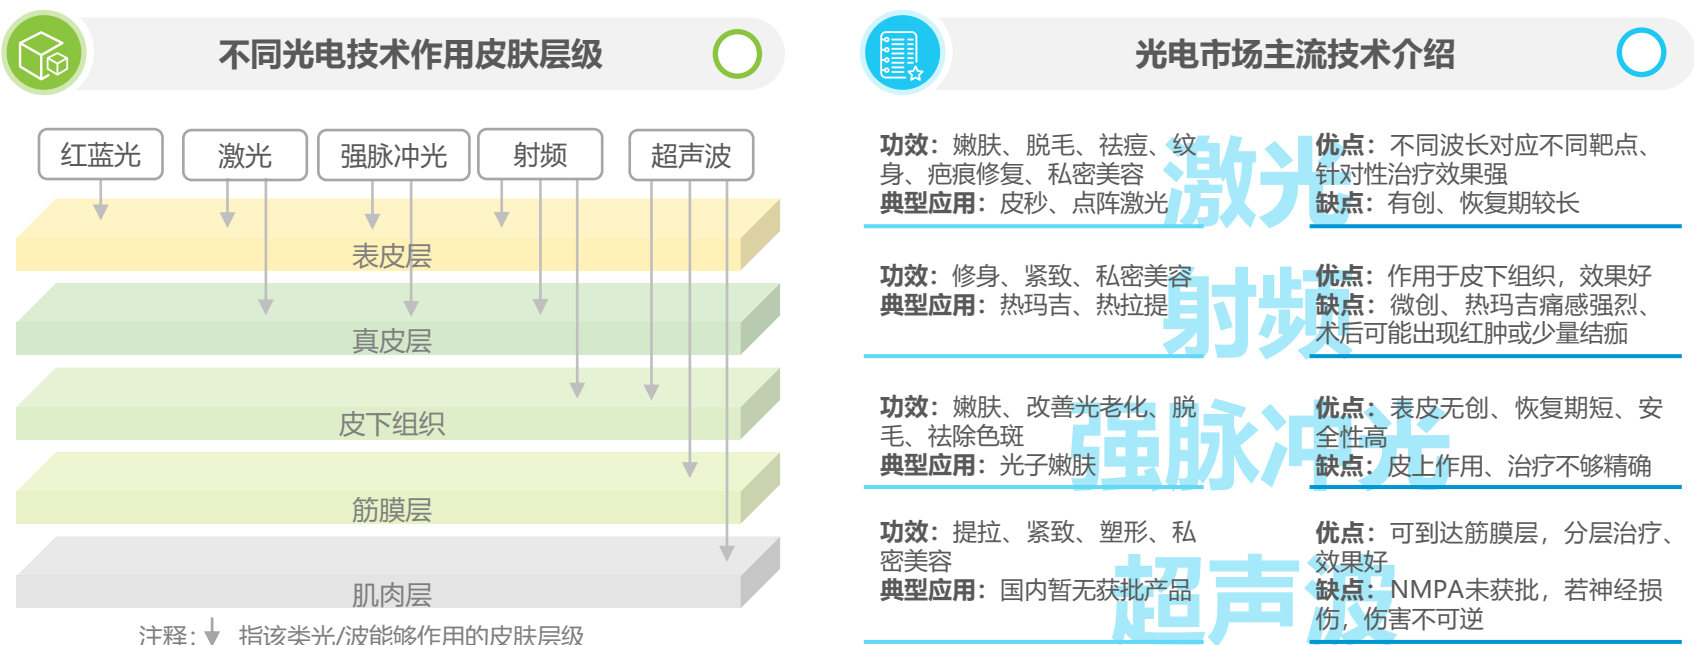 不同光电技术作用皮肤层级
红蓝光
激光
强脉冲光
射频
超声波
表皮层
真皮层
皮下组织
筋膜层
肌肉层
注释：
指该类光/波能够作用的皮肤层级
光电市场主流技术介绍
激光
功效：嫩肤、脱毛、祛痘、纹
身、疤痕修复、私密美容
典型应用：皮秒、点阵激光
优点：不同波长对应不同靶点、
针对性治疗效果强
缺点：有创、恢复期较长
射频
功效：修身、紧致、私密美容
典型应用：热玛吉、热拉提
优点：作用于皮下组织，效果好
缺点：微创、热玛吉痛感强烈、
术后可能出现红肿或少量结痂
强脉冲光
功效：嫩肤、改善光老化、脱
毛、祛除色斑
典型应用：光子嫩肤
优点：表皮无创、恢复期短、安
全性高
缺点：皮上作用、治疗不够精确
超声波
功效：提拉、紧致、塑形、私
密美容
典型应用：国内暂无获批产品
优点：可到达筋膜层，分层治疗、
效果好
缺点：NMPA未获批，若神经损
伤，伤害不可逆